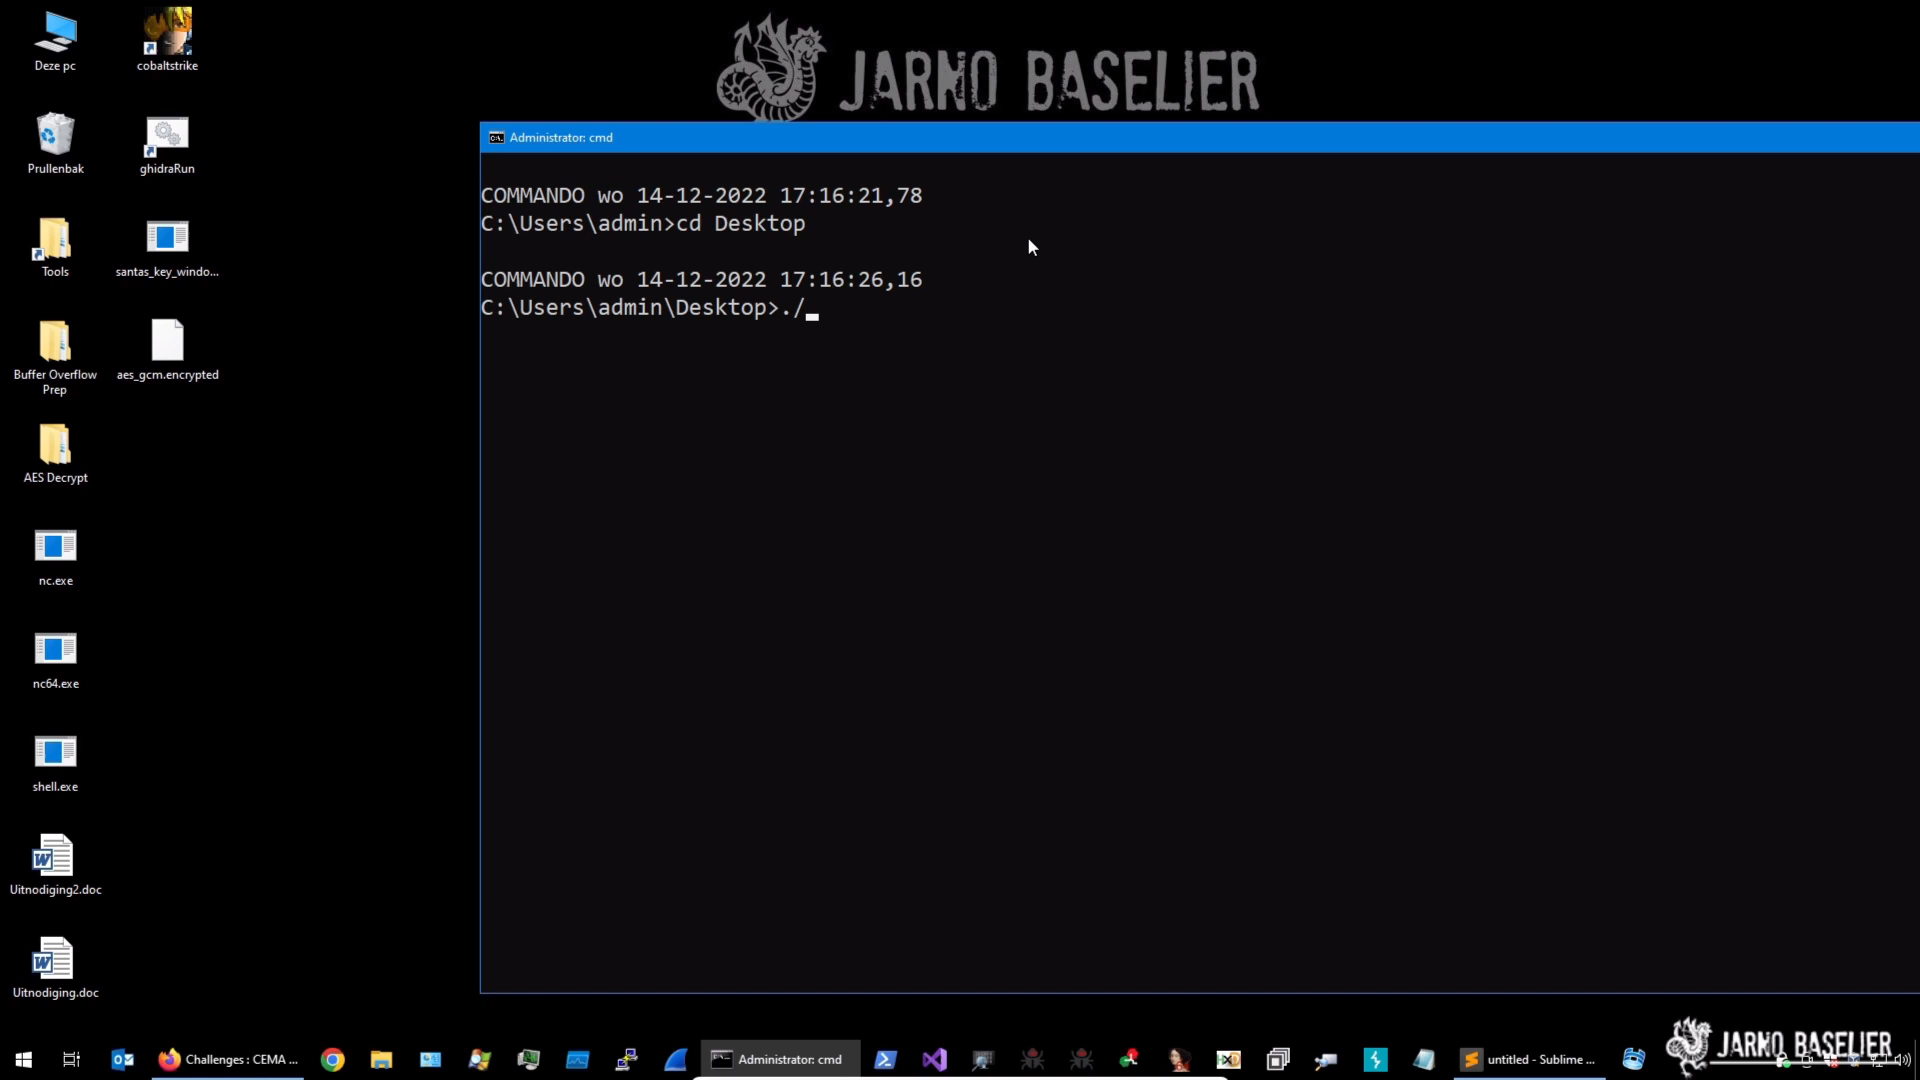 JARNO BASELIER
Deze pc
cobaltstrike
Prullenbak
ghidraRun
Tools
santas_key_windo...
Buffer Overflow
Prep
aes_gcm.encrypted
AES Decrypt
nc.exe
nc64.exe
shell.exe
Uitnodiging2.doc
Uitnodiging.doc
Administrator: cmd
COMMANDO wo 14-12-2022 17:16:21,78
C:\Users\admin>cd Desktop
COMMANDO wo 14-12-2022 17:16:26,16
C:\Users\admin\Desktop>./
Challenges : CEMA ...
Administrator: cmd
untitled - Sublime ...
JARNO BASELIER